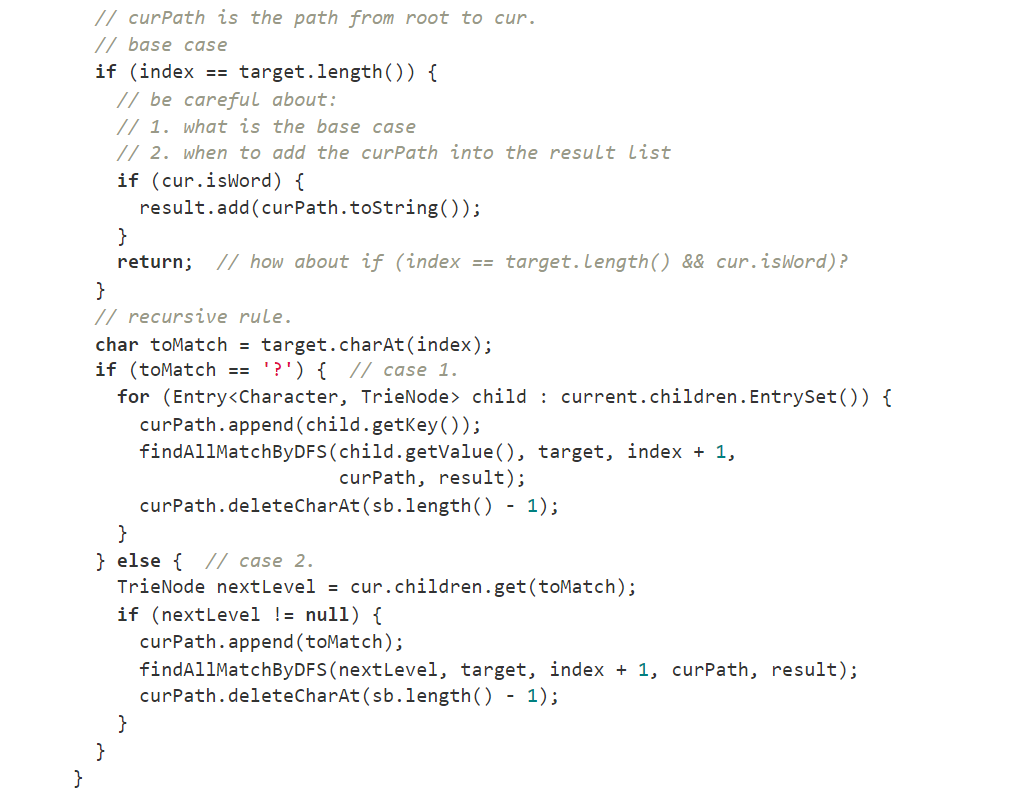 // curPath is the path from root to cur.
// base case
if (index == target.length()) {
// be careful about:
// 1. what is the base case
// 2. when to add the curPath into the result list
if (cur.isWord) {
result.add(curPath.toString());
}
return;  // how about if (index == target.length() && cur.isWord)?
}
// recursive rule.
char toMatch = target.charAt(index);
if (toMatch == '?') {  // case 1.
for (Entry<Character, TrieNode> child : current.children.EntrySet()) {
curPath.append(child.getKey());
findAllMatchByDFS(child.getValue(), target, index + 1,
curPath, result);
curPath.deleteCharAt(sb.length() - 1);
}
} else {  // case 2.
TrieNode nextLevel = cur.children.get(toMatch);
if (nextLevel != null) {
curPath.append(toMatch);
findAllMatchByDFS(nextLevel, target, index + 1, curPath, result);
curPath.deleteCharAt(sb.length() - 1);
}
}
}